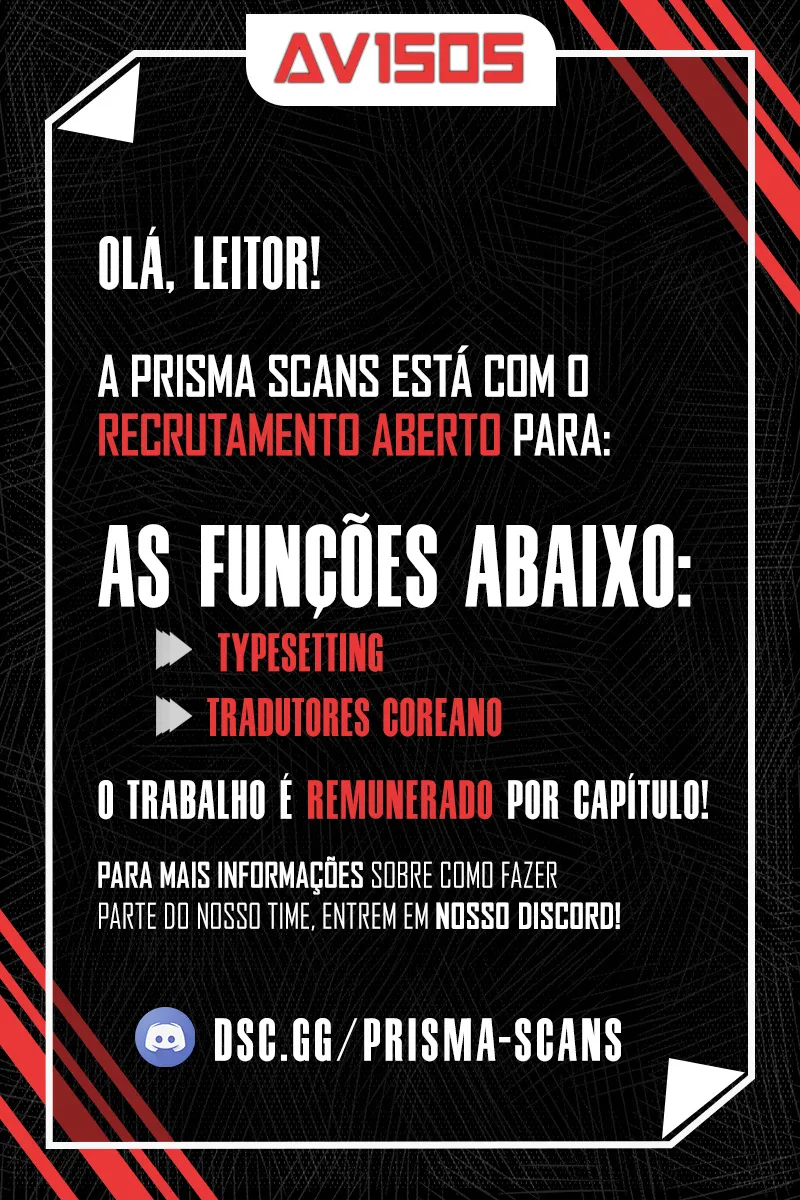 AVISOS
OLÁ, LEITOR!
A PRISMA SCANS ESTÁ COM O
RECRUTAMENTO ABERTO PARA:
AS FUNÇÕES ABAIXO:
TYPESETTING
TRADUTORES COREANO
O TRABALHO É REMUNERADO POR CAPÍTULO!
PARA MAIS INFORMAÇÕES SOBRE COMO FAZER
PARTE DO NOSSO TIME, ENTREM EM NOSSO DISCORD!
DSC.GG/PRISMA-SCANS